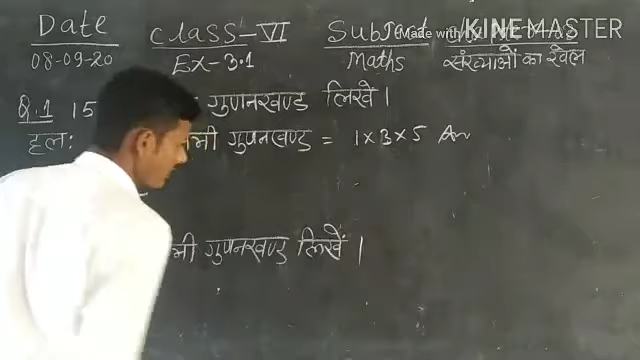 Date Class-VI Subject
08-09-20 Ex-3.1 Maths संख्याओं का खेल
Made with KINEMASTER
Q.1 15 गुणनखण्ड लिखें।
हल: गुणनखण्ड = 1×3×5 Ans
गुणनखण्ड लिखें।